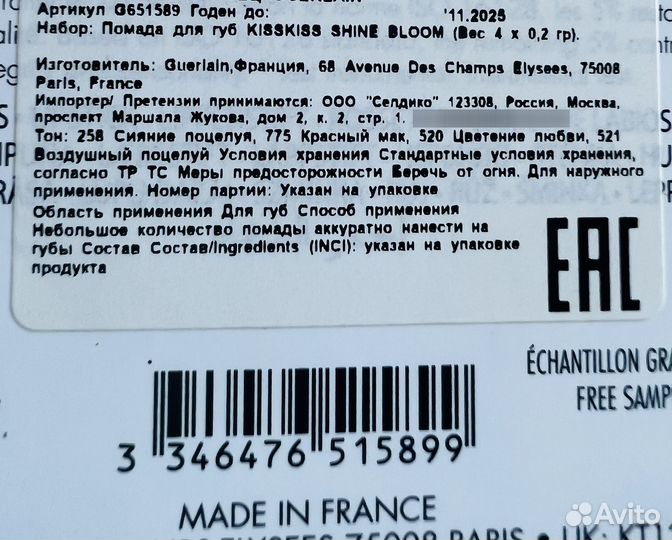 Артикул G651589 Годен до: '11.2025
Набор: Помада для губ KISSKISS SHINE BLOOM (Вес 4 x 0,2 гр).
Изготовитель: Guerlain,Франция, 68 Avenue Des Champs Elysees, 75008
Paris, France
Импортер/ Претензии принимаются: ООО "Селдико" 123308, Россия, Москва,
проспект Маршала Жукова, дом 2, к. 2, стр. 1.
Тон: 258 Сияние поцелуя, 775 Красный мак, 520 Цветение любви, 521
Воздушный поцелуй Условия хранения Стандартные условия хранения,
согласно ТР ТС Меры предосторожности Беречь от огня. Для наружного
применения. Номер партии: Указан на упаковке
Область применения Для губ Способ применения
Небольшое количество помады аккуратно нанести на
губы Состав Состав/Ingredients (INCI): указан на упаковке
продукта
EAC
ÉCHANTILLON GRA
FREE SAMP
3 346476 515899
MADE IN FRANCE
75008 PARIS • UK: KT1
Avito